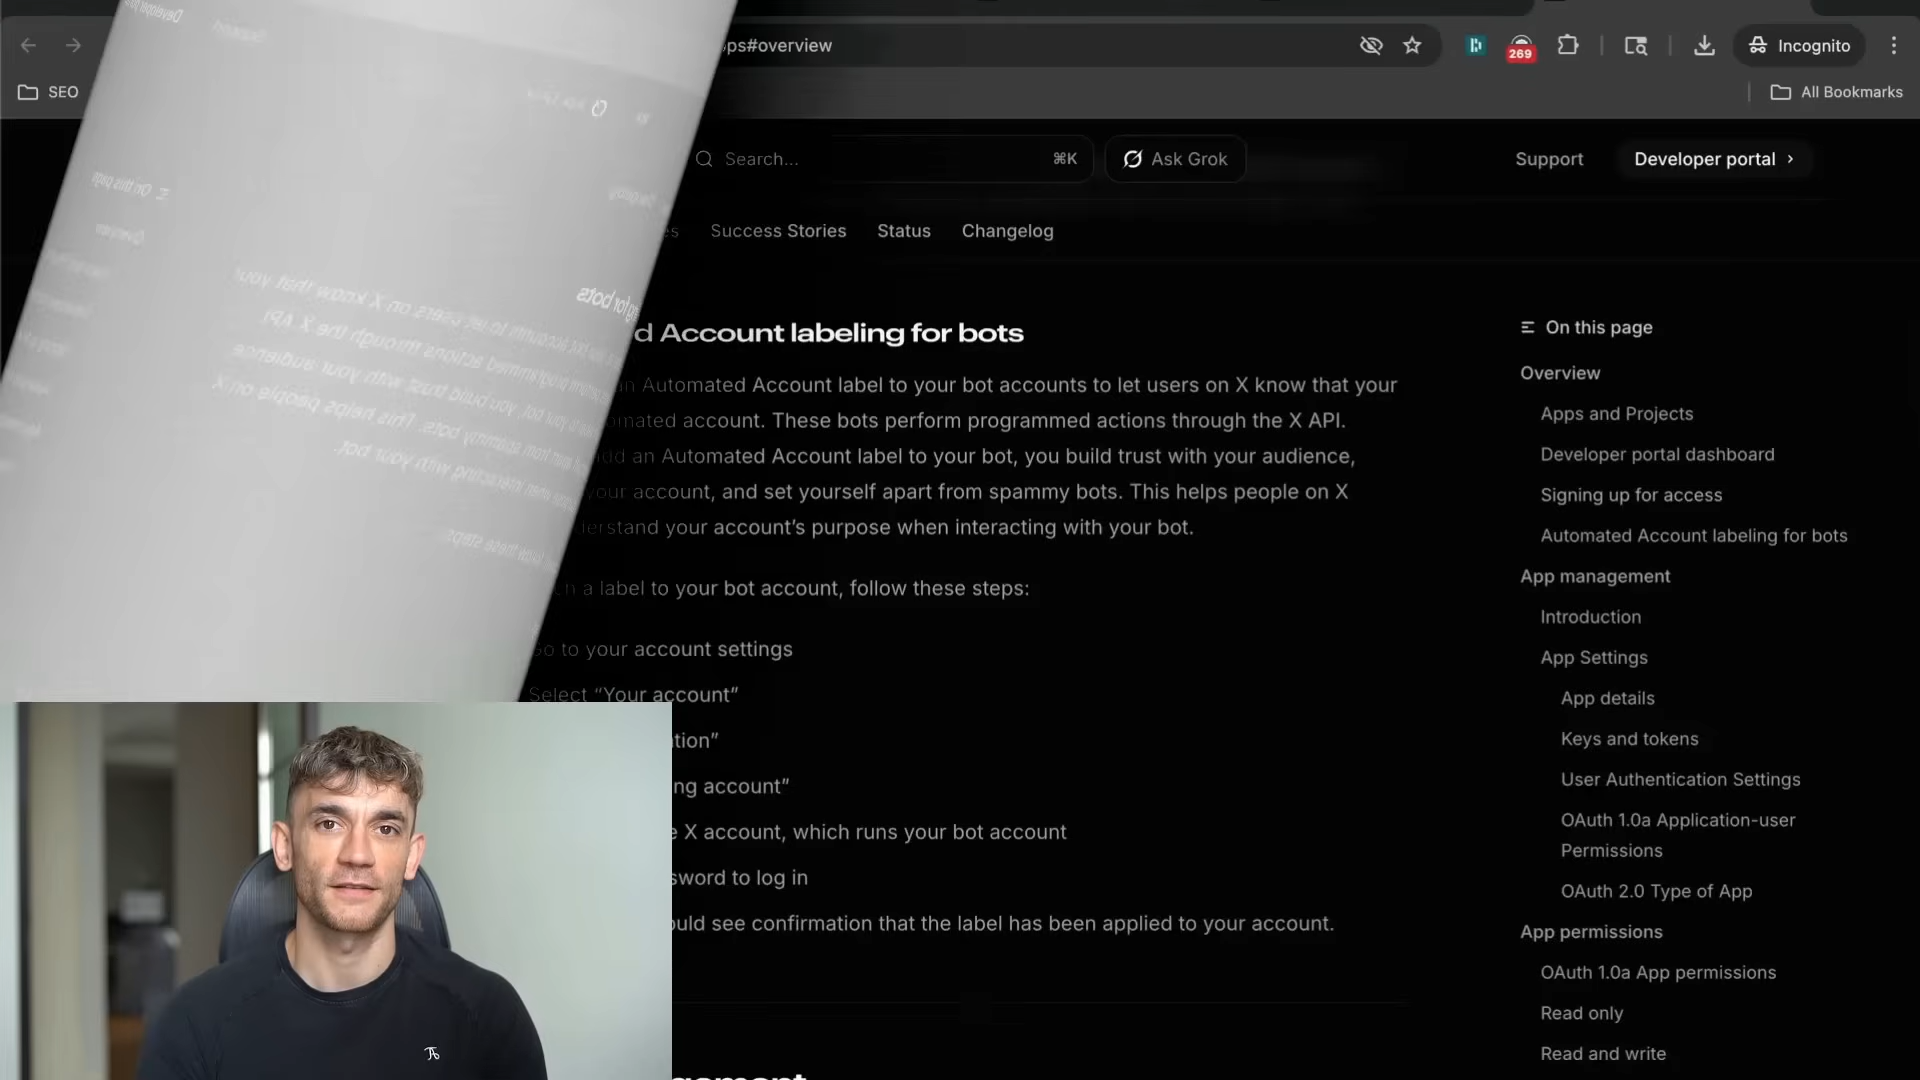 ps#overview
269
Incognito
SEO
All Bookmarks
Search...
⌘K
Ask Grok
Support
Developer portal
Success Stories
Status
Changelog
d Account labeling for bots
Automated Account label to your bot accounts to let users on X know that your
account. These bots perform programmed actions through the X API.
an Automated Account label to your bot, you build trust with your audience,
your account, and set yourself apart from spammy bots. This helps people on X
your account's purpose when interacting with your bot.
a label to your bot account, follow these steps:
Go to your account settings
Select “Your account”
tion”
ng account”
X account, which runs your bot account
sword to log in
uld see confirmation that the label has been applied to your account.
On this page
Overview
Apps and Projects
Developer portal dashboard
Signing up for access
Automated Account labeling for bots
App management
Introduction
App Settings
App details
Keys and tokens
User Authentication Settings
OAuth 1.0a Application-user
Permissions
OAuth 2.0 Type of App
App permissions
OAuth 1.0a App permissions
Read only
Read and write